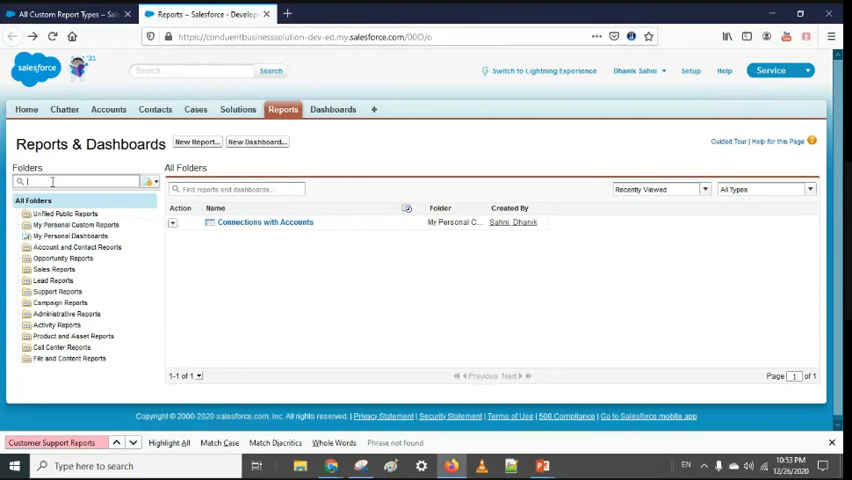 All Custom Report Types ~ Sale
Reports ~ Salesforce - Develop
https://conduentbusinesssolution-dev-ed.my.salesforce.com/00O/o
salesforce
'21
Search...
Search
Switch to Lightning Experience
Dhanik Sahni
Setup
Help
Service
Home
Chatter
Accounts
Contacts
Cases
Solutions
Reports
Dashboards
+
Reports & Dashboards
New Report...
New Dashboard...
Guided Tour | Help for this Page
Folders
All Folders
Find reports and dashboards...
Recently Viewed
All Types
All Folders
Action
Name
Folder
Created By
Unfiled Public Reports
Connections with Accounts
My Personal C...
Sahni, Dhanik
My Personal Custom Reports
My Personal Dashboards
Account and Contact Reports
Opportunity Reports
Sales Reports
Lead Reports
Support Reports
Campaign Reports
Administrative Reports
Activity Reports
Product and Asset Reports
Call Center Reports
File and Content Reports
1-1 of 1
Previous Next
Page 1 of 1
Copyright © 2000-2020 salesforce.com, inc. All rights reserved. | Privacy Statement | Security Statement | Terms of Use | 508 Compliance | Go to Salesforce mobile app
Customer Support Reports
Highlight All
Match Case
Match Diacritics
Whole Words
Phrase not found
Type here to search
EN
10:53 PM
12/26/2020